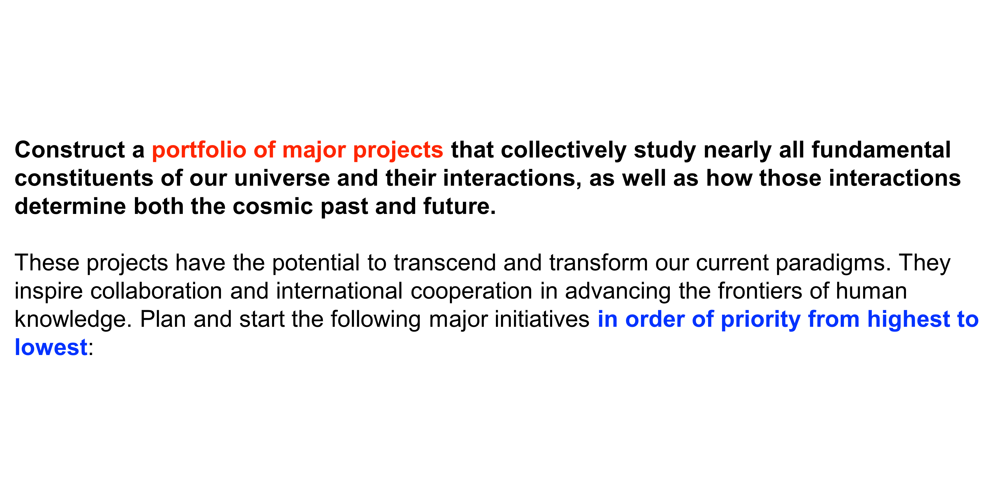 Construct a portfolio of major projects that collectively study nearly all fundamental
constituents of our universe and their interactions, as well as how those interactions
determine both the cosmic past and future.
These projects have the potential to transcend and transform our current paradigms. They
inspire collaboration and international cooperation in advancing the frontiers of human
knowledge. Plan and start the following major initiatives in order of priority from highest to
lowest: